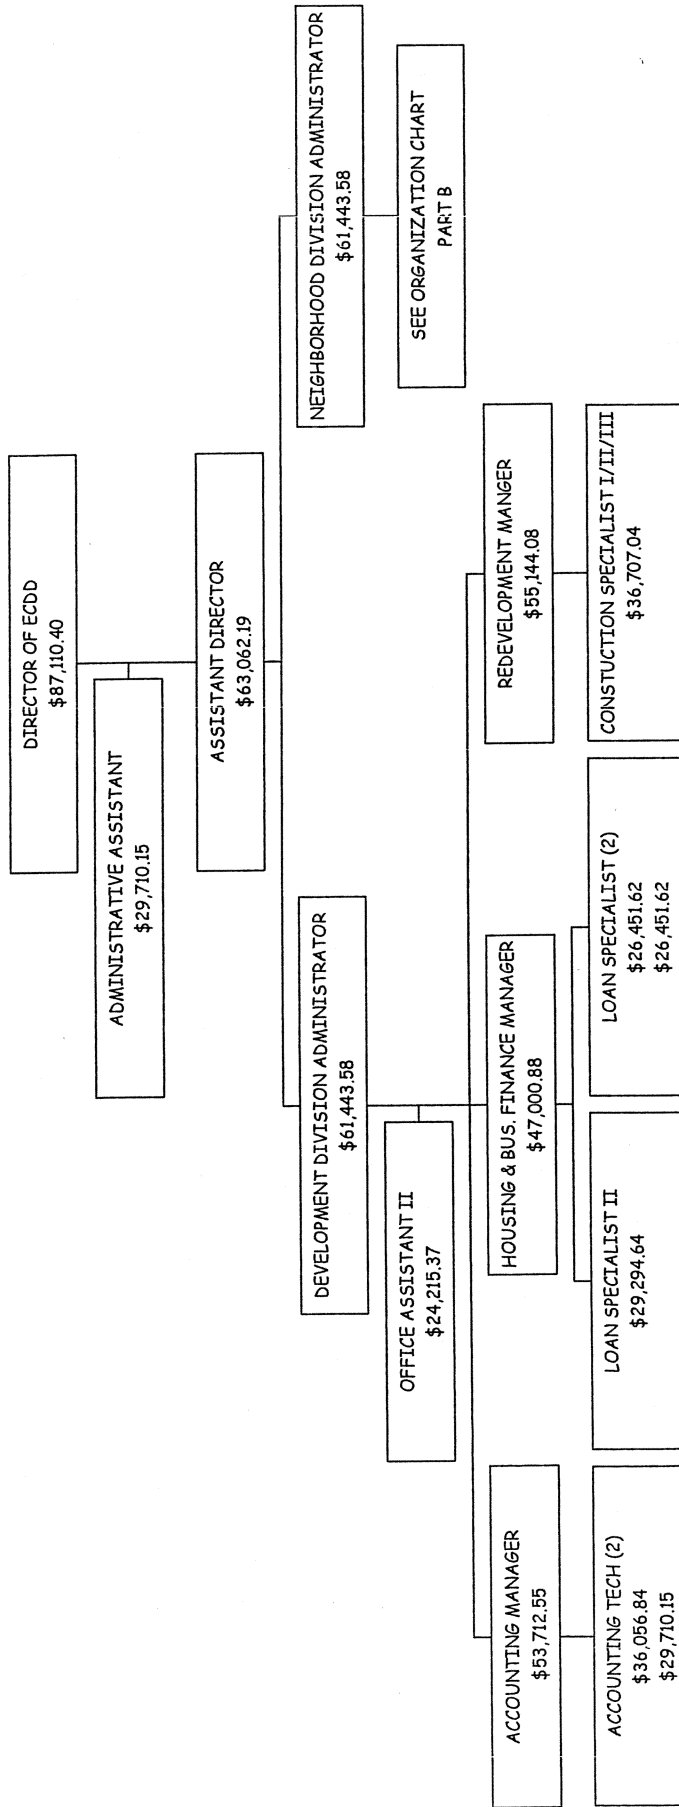 DIRECTOR OF ECDD
$87,110.40
ADMINISTRATIVE ASSISTANT
$29,710.15
ASSISTANT DIRECTOR
$63,062.19
DEVELOPMENT DIVISION ADMINISTRATOR
$61,443.58
NEIGHBORHOOD DIVISION ADMINISTRATOR
$61,443.58
OFFICE ASSISTANT II
$24,215.37
SEE ORGANIZATION CHART
PART B
ACCOUNTING MANAGER
$53,712.55
HOUSING & BUS. FINANCE MANAGER
$47,000.88
REDEVELOPMENT MANGER
$55,144.08
ACCOUNTING TECH (2)
$36,056.84
$29,710.15
LOAN SPECIALIST II
$29,294.64
LOAN SPECIALIST (2)
$26,451.62
$26,451.62
CONSTUCTION SPECIALIST I/II/III
$36,707.04